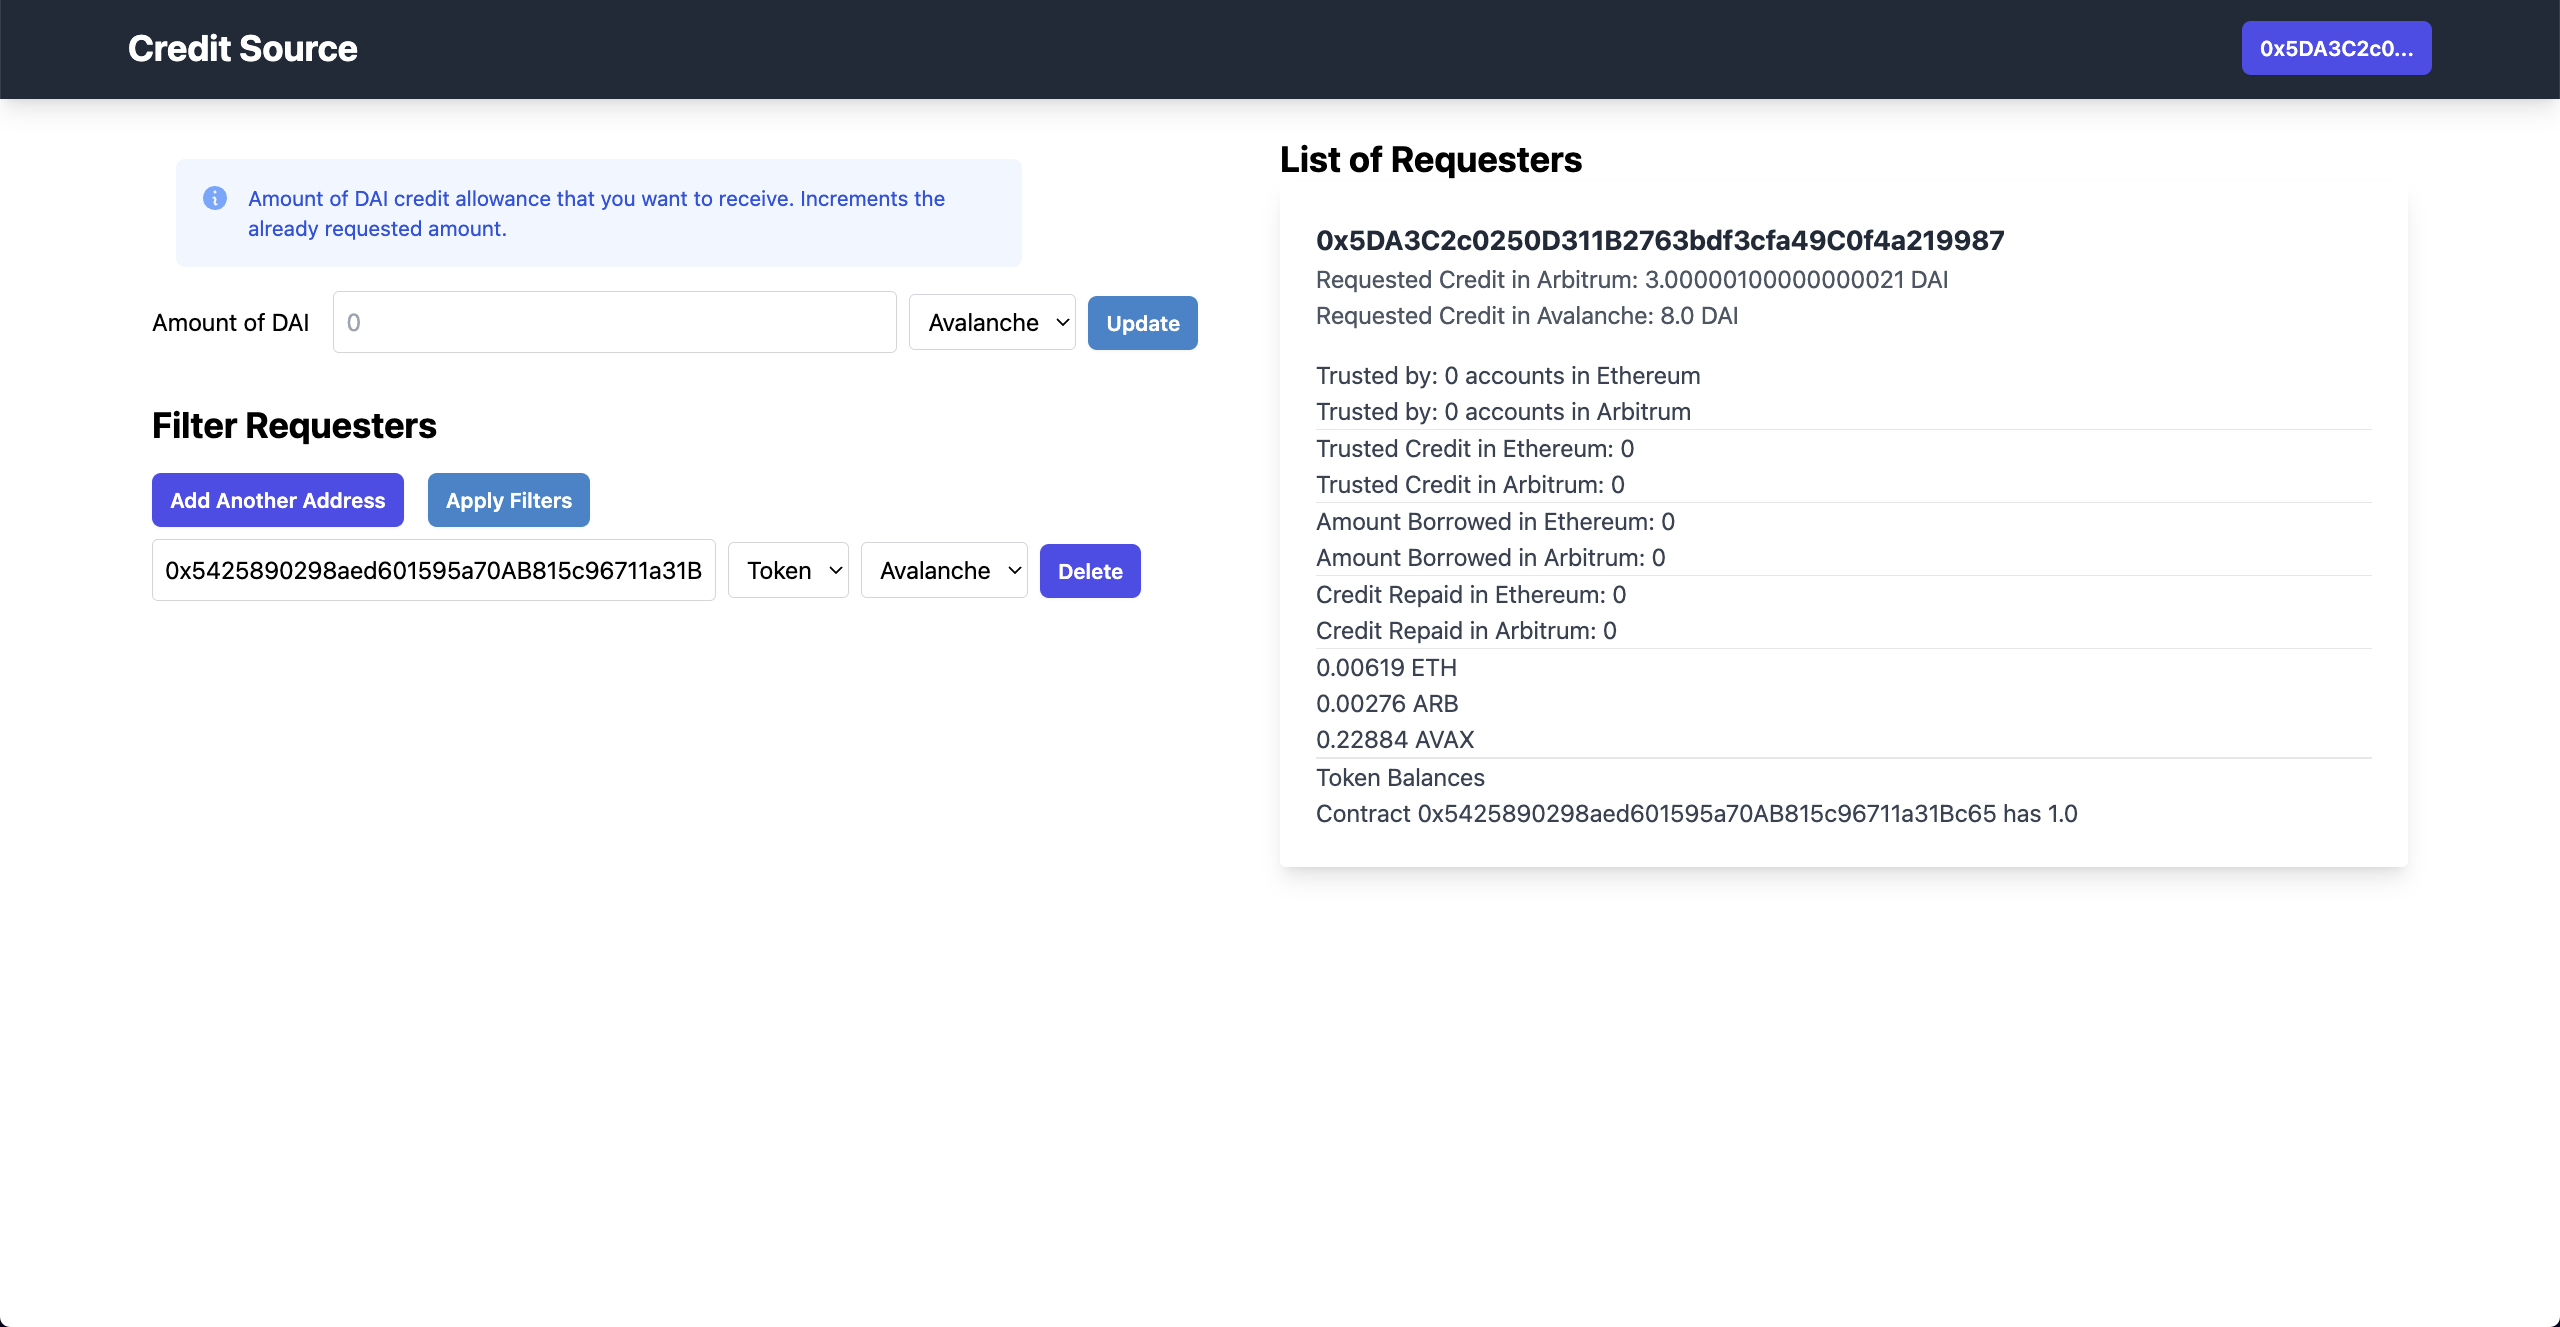 Credit Source
0x5DA3C2c0...
Amount of DAI credit allowance that you want to receive. Increments the
already requested amount.
Amount of DAI
0
Avalanche
Update
Filter Requesters
Add Another Address
Apply Filters
0x5425890298aed601595a70AB815c96711a31B
Token
Avalanche
Delete
List of Requesters
0x5DA3C2c0250D311B2763bdf3cfa49C0f4a219987
Requested Credit in Arbitrum: 3.00000100000000021 DAI
Requested Credit in Avalanche: 8.0 DAI
Trusted by: 0 accounts in Ethereum
Trusted by: 0 accounts in Arbitrum
Trusted Credit in Ethereum: 0
Trusted Credit in Arbitrum: 0
Amount Borrowed in Ethereum: 0
Amount Borrowed in Arbitrum: 0
Credit Repaid in Ethereum: 0
Credit Repaid in Arbitrum: 0
0.00619 ETH
0.00276 ARB
0.22884 AVAX
Token Balances
Contract 0x5425890298aed601595a70AB815c96711a31Bc65 has 1.0